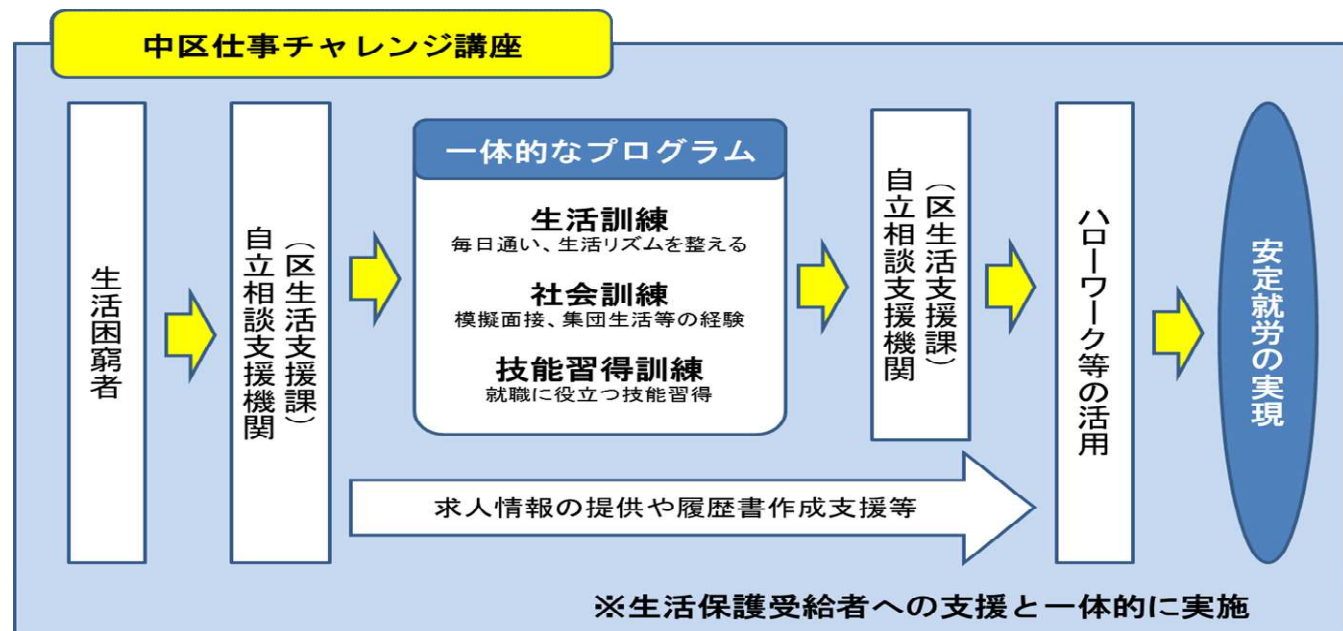 中区仕事チャレンジ講座
生活困窮者
自立相談支援機関
（区生活支援課）
一体的なプログラム
生活訓練
毎日通い、生活リズムを整える
社会訓練
模擬面接、集団生活等の経験
技能習得訓練
就職に役立つ技能習得
自立相談支援機関
（区生活支援課）
求人情報の提供や履歴書作成支援等
ハローワーク等の活用
安定就労の実現
※生活保護受給者への支援と一体的に実施